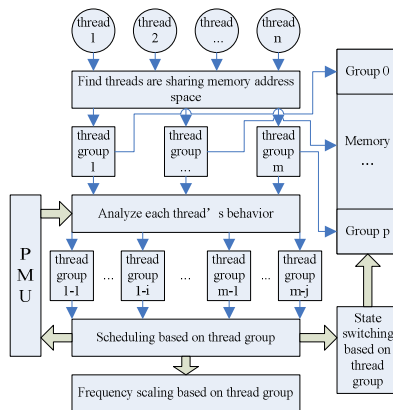 thread
1
thread
2
thread
...
thread
n
Find threads are sharing memory address
space
Group 0
Memory
...
Group p
thread
group
1
thread
group
...
thread
group
m
P
M
U
Analyze each thread’s behavior
thread
group
1-1
...
thread
group
1-i
...
thread
group
m-1
...
thread
group
m-j
Scheduling based on thread group
State
switching
based on
thread
group
Frequency scaling based on thread group